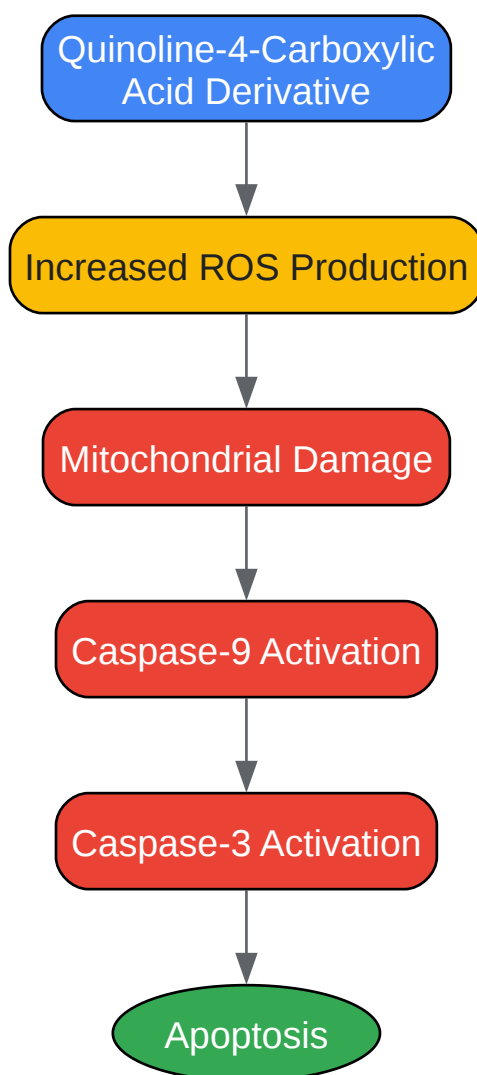 Quinoline-4-Carboxylic
Acid Derivative
Increased ROS Production
Mitochondrial Damage
Caspase-9 Activation
Caspase-3 Activation
Apoptosis